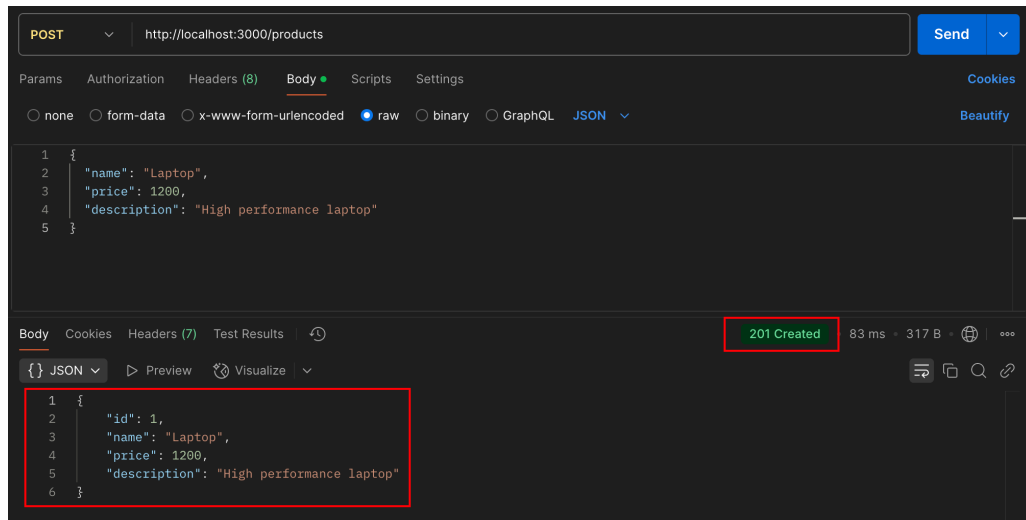 POST http://localhost:3000/products Send
Params Authorization Headers (8) Body Scripts Settings Cookies
none form-data x-www-form-urlencoded raw binary GraphQL JSON Beautify
1 {
2 "name": "Laptop",
3 "price": 1200,
4 "description": "High performance laptop"
5 }
Body Cookies Headers (7) Test Results 201 Created 83 ms 317 B
{} JSON Preview Visualize
1 {
2 "id": 1,
3 "name": "Laptop",
4 "price": 1200,
5 "description": "High performance laptop"
6 }